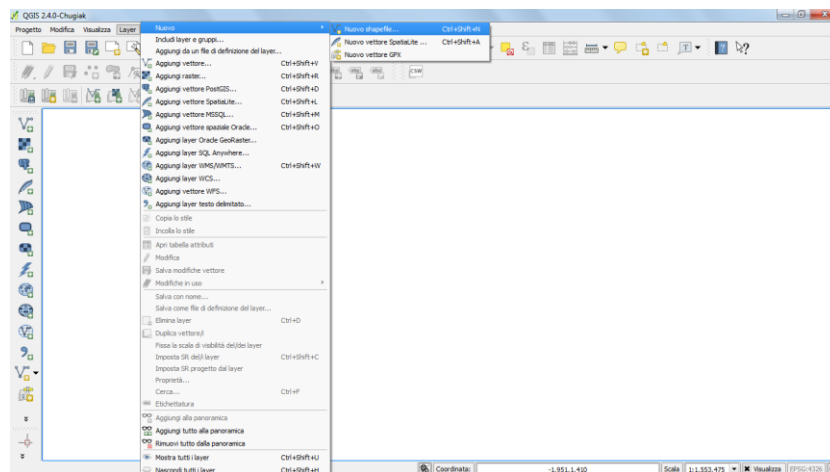 QGIS 2.4.0-Chugiak
Progetto Modifica Visualizza Layer
Nuovo
Nuovo shapefile... Ctrl+Shift+N
Nuovo vettore SpatiaLite ... Ctrl+Shift+A
Nuovo vettore GPX
Includi layer e gruppi...
Aggiungi da un file di definizione del layer...
Aggiungi vettore... Ctrl+Shift+V
Aggiungi raster... Ctrl+Shift+R
Aggiungi vettore PostGIS... Ctrl+Shift+D
Aggiungi vettore SpatiaLite... Ctrl+Shift+L
Aggiungi vettore MSSQL... Ctrl+Shift+M
Aggiungi vettore spaziale Oracle... Ctrl+Shift+O
Aggiungi layer Oracle GeoRaster...
Aggiungi layer SQL Anywhere...
Aggiungi layer WMS/WMTS... Ctrl+Shift+W
Aggiungi layer WCS...
Aggiungi vettore WFS...
Aggiungi layer testo delimitato...
Copia lo stile
Incolla lo stile
Apri tabella attributi
Modifica
Salva modifiche vettore
Modifiche in uso
Salva con nome...
Salva come file di definizione del layer...
Elimina layer Ctrl+D
Duplica vettore/i
Fissa la scala di visibilità del/dei layer
Imposta SR del/i layer Ctrl+Shift+C
Imposta SR progetto dal layer
Proprietà...
Cerca... Ctrl+F
Etichettatura
Aggiungi alla panoramica
Aggiungi tutto alla panoramica
Rimuovi tutto dalla panoramica
Mostra tutti i layer Ctrl+Shift+U
Nascondi tutti i layer Ctrl+Shift+H
CSW
Coordinata: -1.951,1.410 Scala 1:1.553.475 Visualizza EPSG:4326